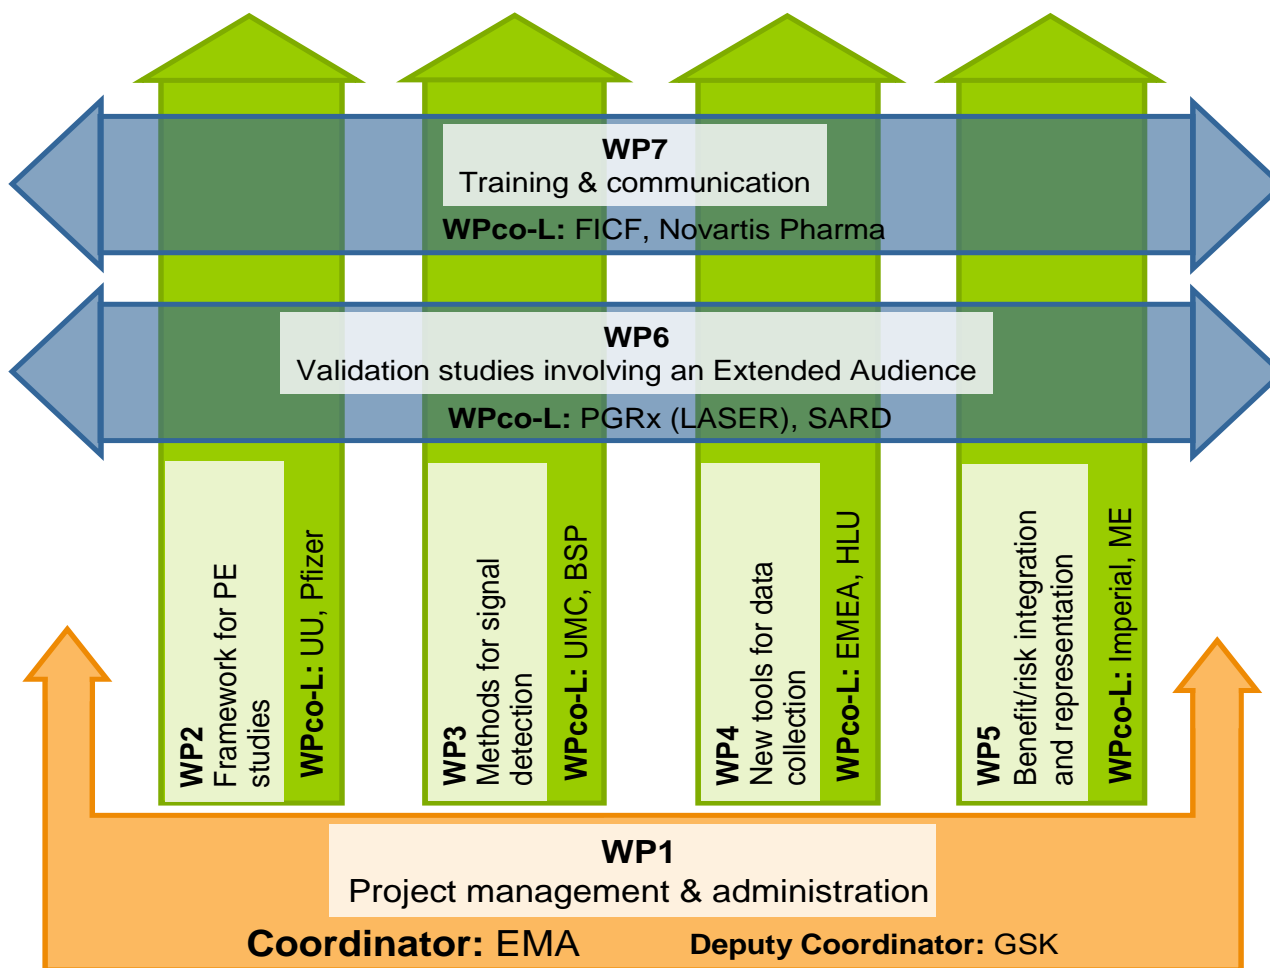 WP7
Training & communication
WPco-L: FICF, Novartis Pharma
WP6
Validation studies involving an Extended Audience
WPco-L: PGRx (LASER), SARD
WP2
Framework for PE
studies
WPco-L: UU, Pfizer
WP3
Methods for signal
detection
WPco-L: UMC, BSP
WP4
New tools for data
collection
WPco-L: EMEA, HLU
WP5
Benefit/risk integration
and representation
WPco-L: Imperial, ME
WP1
Project management & administration
Coordinator: EMA Deputy Coordinator: GSK